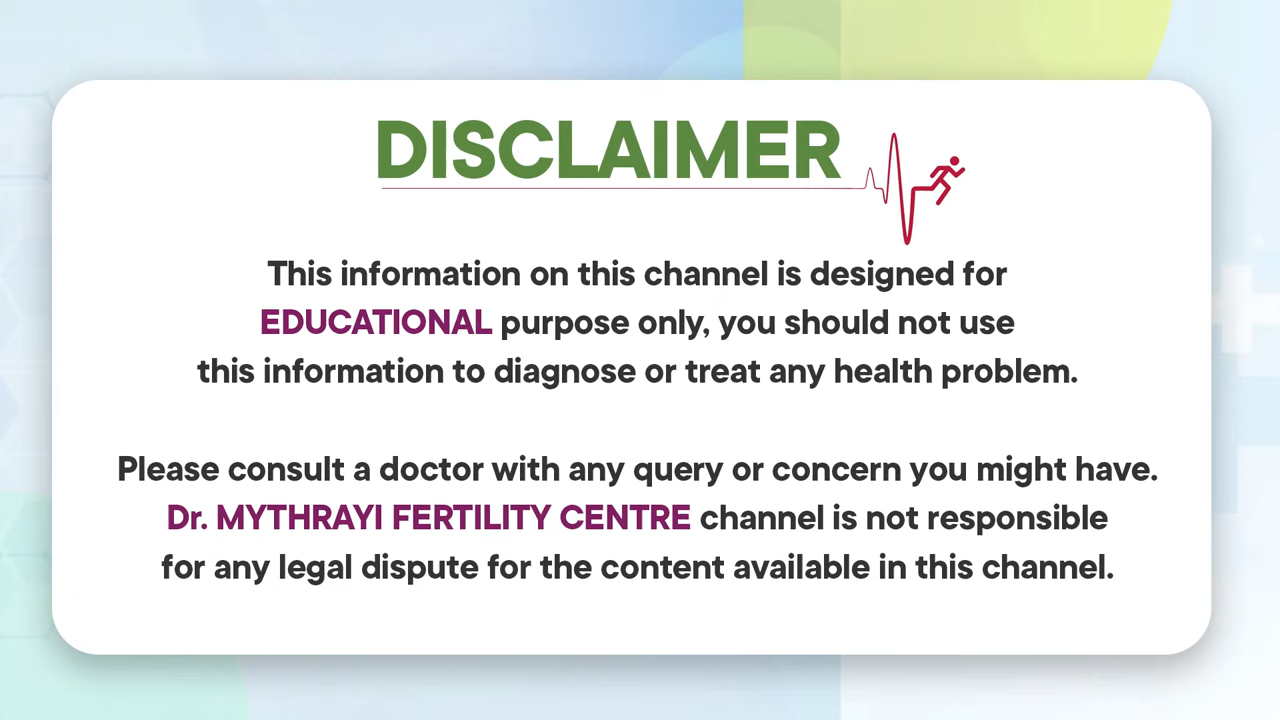 DISCLAIMER
This information on this channel is designed for
EDUCATIONAL purpose only, you should not use
this information to diagnose or treat any health problem.
Please consult a doctor with any query or concern you might have.
Dr. MYTHRAYI FERTILITY CENTRE channel is not responsible
for any legal dispute for the content available in this channel.